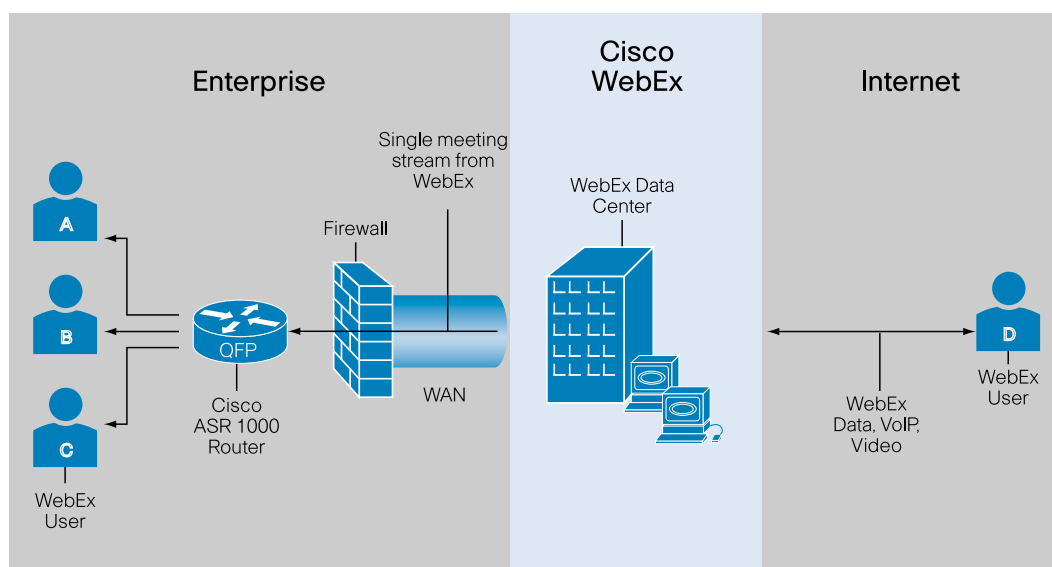 Enterprise
Cisco
WebEx
Internet
Single meeting
stream from
WebEx
WebEx Data
Center
Firewall
A
B
C
D
QFP
WAN
Cisco
ASR 1000
Router
WebEx
User
WebEx
Data, VoIP,
Video
WebEx
User